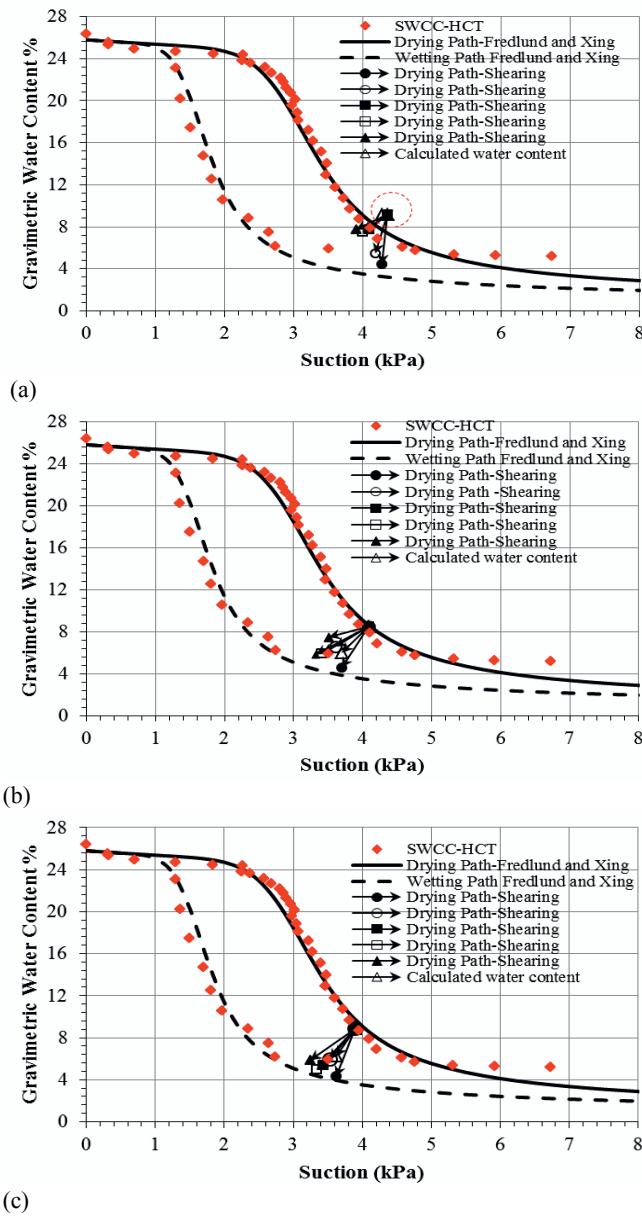 28
24
20
16
12
8
4
0
Gravimetric Water Content %
SWCC-HCT
Drying Path-Fredlund and Xing
Wetting Path Fredlund and Xing
Drying Path-Shearing
Drying Path-Shearing
Drying Path-Shearing
Drying Path-Shearing
Drying Path-Shearing
Calculated water content
0 1 2 3 4 5 6 7 8
Suction (kPa)
(a)
28
24
20
16
12
8
4
0
Gravimetric Water Content %
SWCC-HCT
Drying Path-Fredlund and Xing
Wetting Path Fredlund and Xing
Drying Path-Shearing
Drying Path -Shearing
Drying Path-Shearing
Drying Path-Shearing
Drying Path-Shearing
Calculated water content
0 1 2 3 4 5 6 7 8
Suction (kPa)
(b)
28
24
20
16
12
8
4
0
Gravimetric Water Content %
SWCC-HCT
Drying Path-Fredlund and Xing
Wetting Path Fredlund and Xing
Drying Path-Shearing
Drying Path-Shearing
Drying Path-Shearing
Drying Path-Shearing
Drying Path-Shearing
Calculated water content
0 1 2 3 4 5 6 7 8
Suction (kPa)
(c)